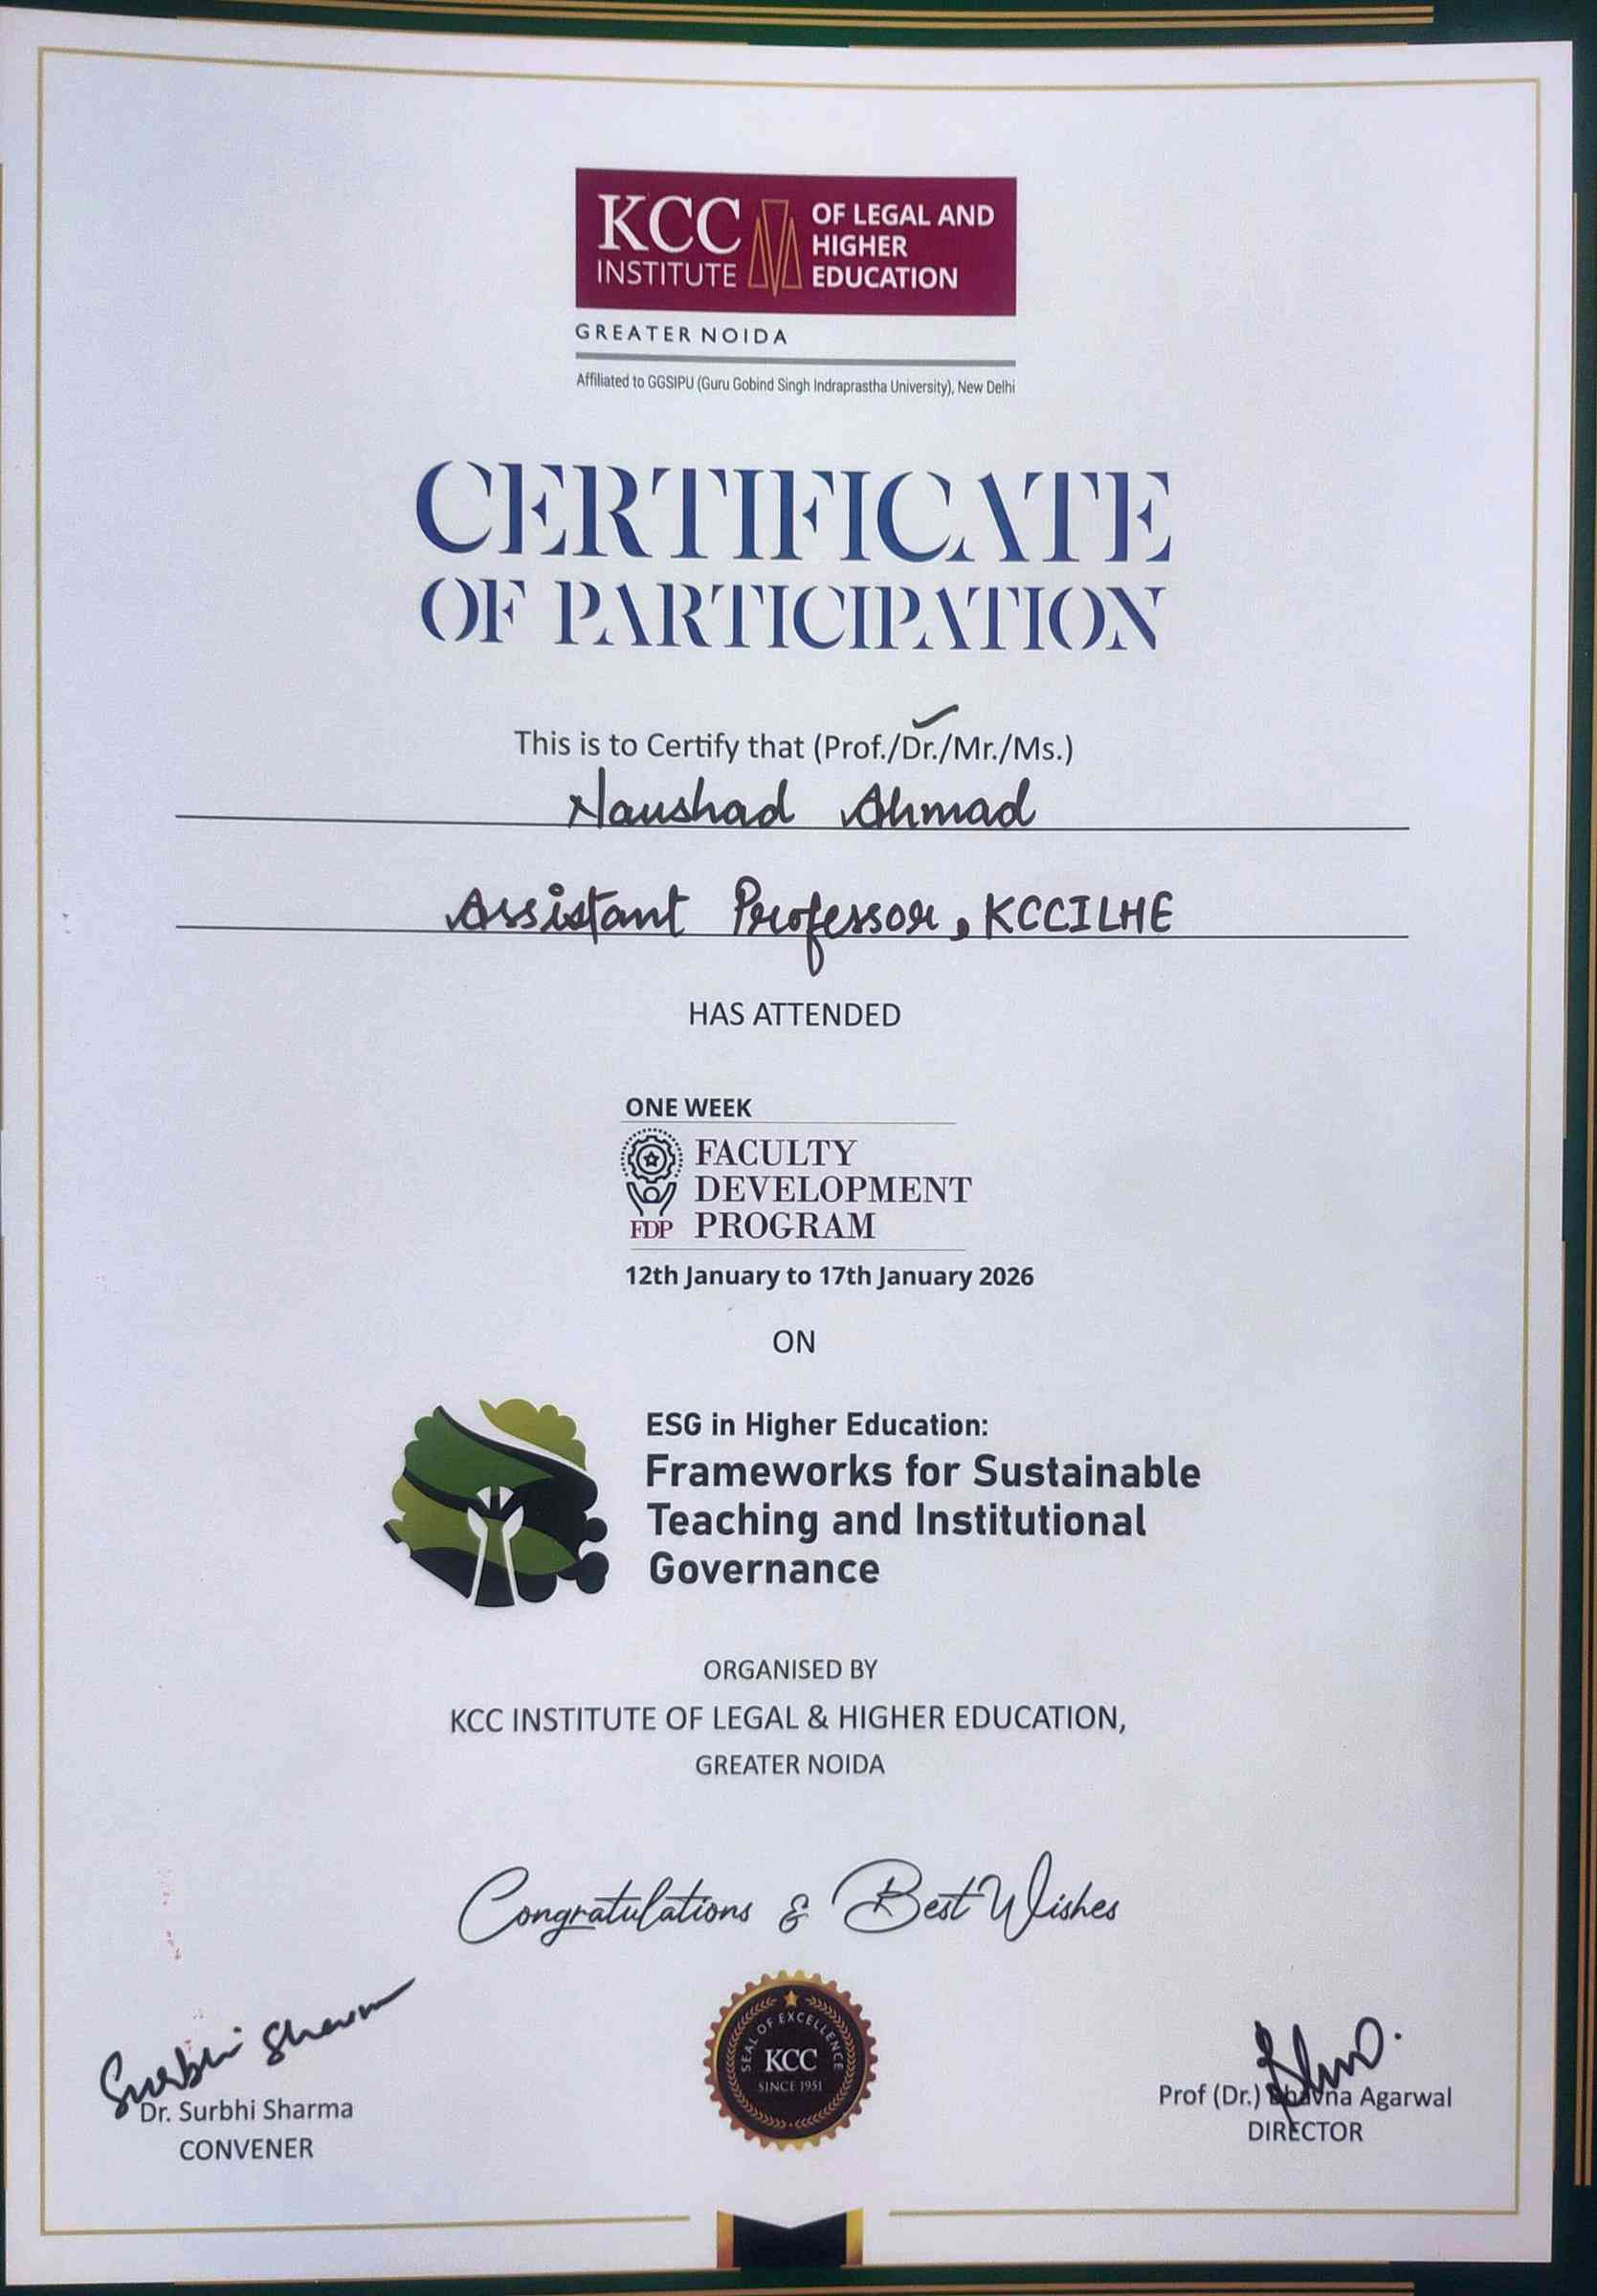 KCC
INSTITUTE
OF LEGAL AND
HIGHER
EDUCATION
GREATER NOIDA
Affiliated to GGSIPU (Guru Gobind Singh Indraprastha University), New Delhi
CERTIFICATE
OF PARTICIPATION
This is to Certify that (Prof./Dr./Mr./Ms.)
Naushad Ahmad
Assistant Professor, KCCILHE
HAS ATTENDED
ONE WEEK
FDP
FACULTY
DEVELOPMENT
PROGRAM
12th January to 17th January 2026
ON
ESG in Higher Education:
Frameworks for Sustainable
Teaching and Institutional
Governance
ORGANISED BY
KCC INSTITUTE OF LEGAL & HIGHER EDUCATION,
GREATER NOIDA
Congratulations & Best Wishes
Surbhi Sharm
Dr. Surbhi Sharma
CONVENER
SEAL OF EXCELLENCE
KCC
SINCE 1951
Prof (Dr.) Bhavna Agarwal
DIRECTOR